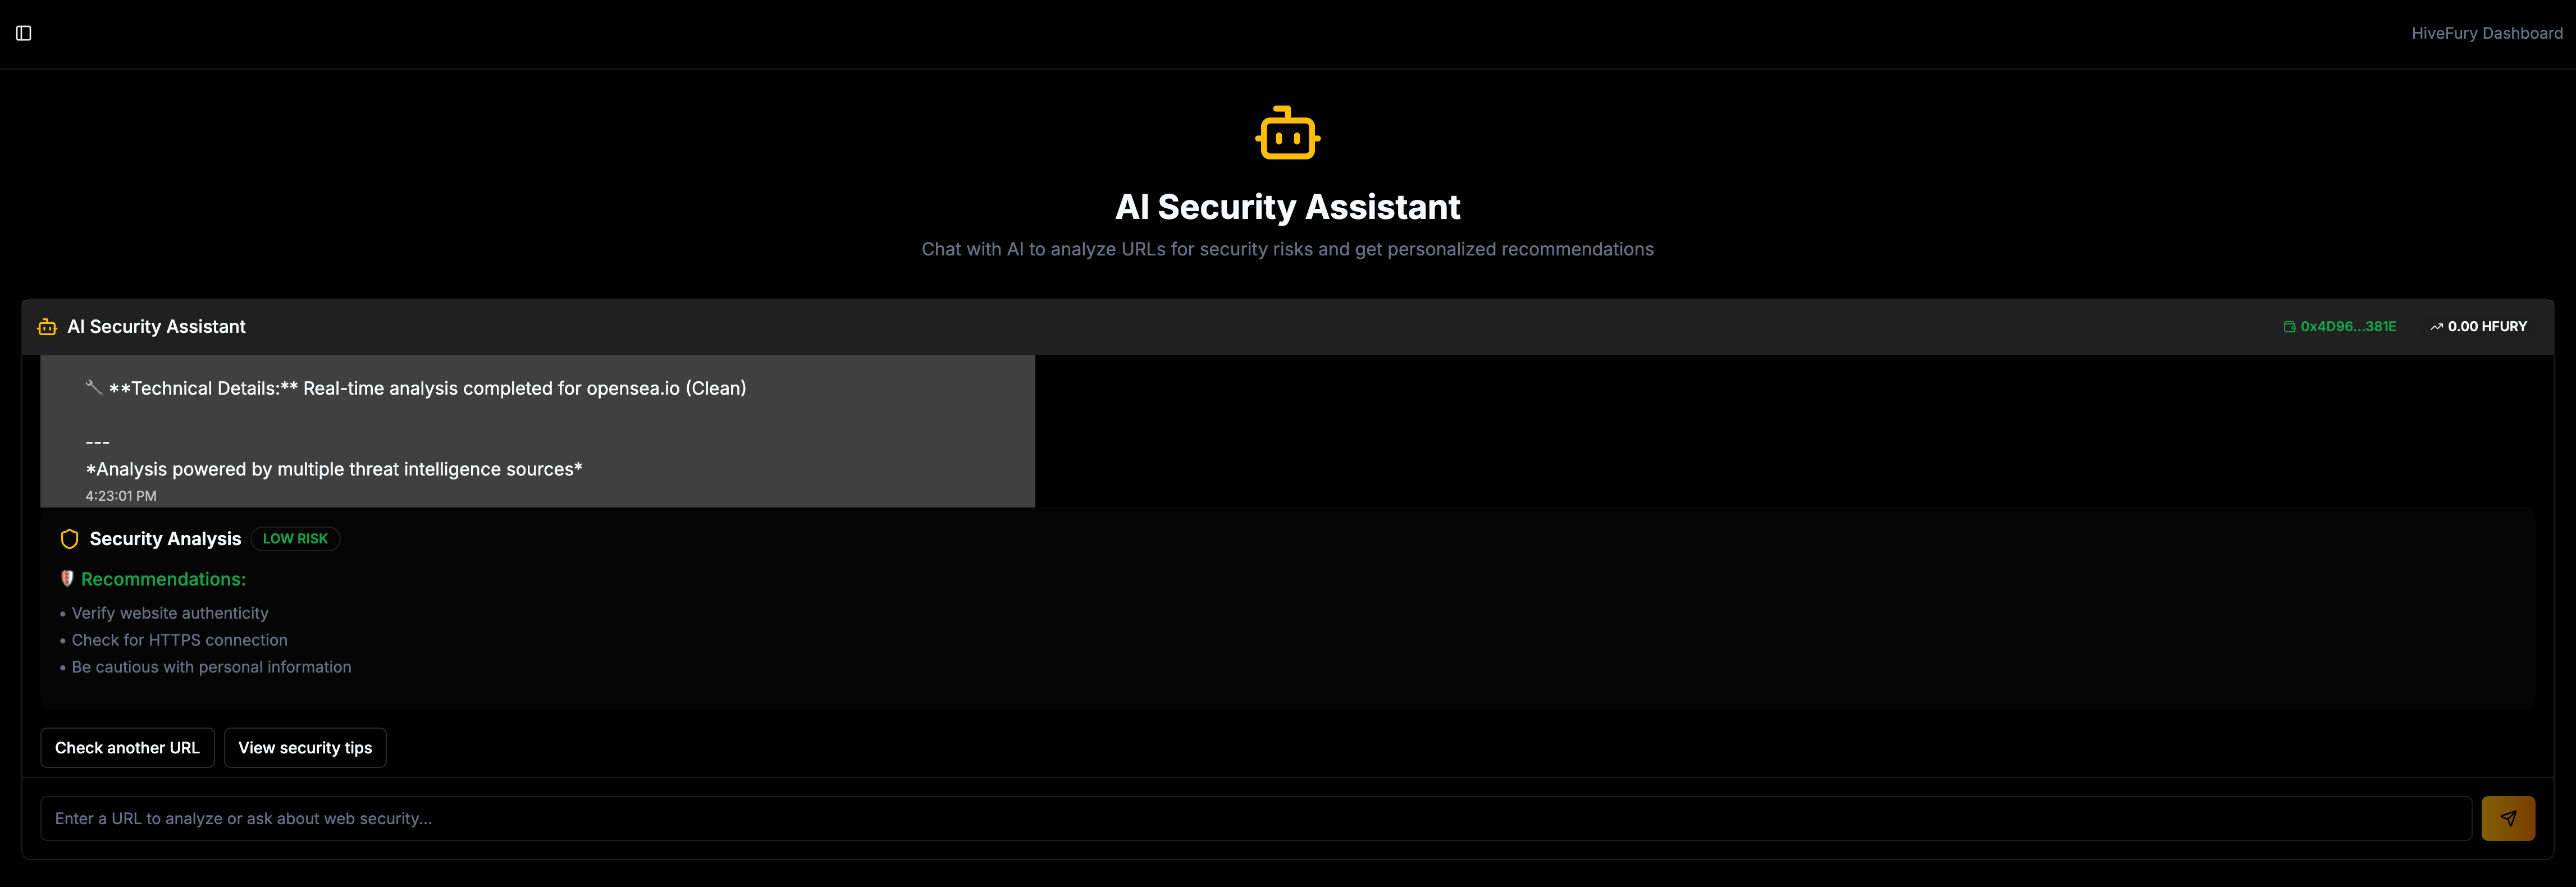 HiveFury Dashboard
AI Security Assistant
Chat with AI to analyze URLs for security risks and get personalized recommendations
AI Security Assistant
0x4D96...381E
0.00 HFURY
🔧 **Technical Details:** Real-time analysis completed for opensea.io (Clean)
---
*Analysis powered by multiple threat intelligence sources*
4:23:01 PM
Security Analysis
LOW RISK
🛡️ Recommendations:
• Verify website authenticity
• Check for HTTPS connection
• Be cautious with personal information
Check another URL
View security tips
Enter a URL to analyze or ask about web security...